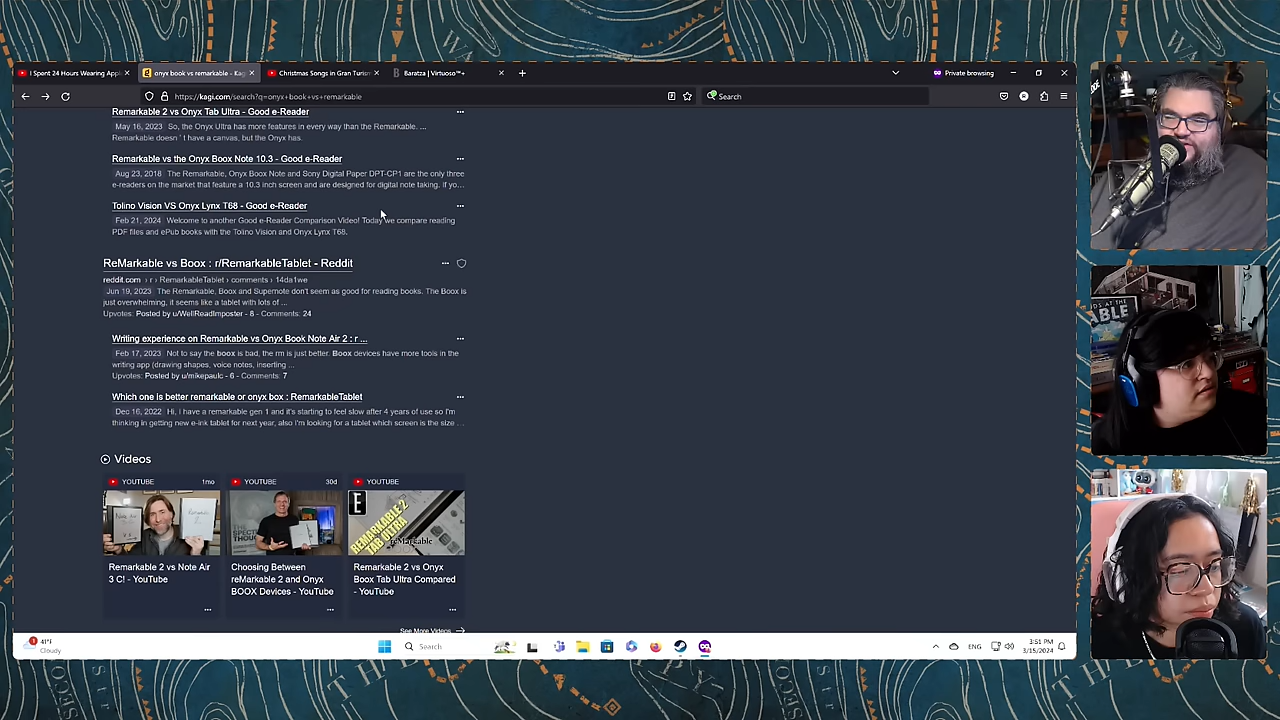 I Spent 24 Hours Wearing Appl
onyx book vs remarkable - Kag
Christmas Songs in Gran Turis
Baratza | Virtuoso™+
Private browsing
https://kagi.com/search?q=onyx+book+vs+remarkable
Search
Remarkable 2 vs Onyx Tab Ultra - Good e-Reader
May 16, 2023 So, the Onyx Ultra has more features in every way than the Remarkable. ...
Remarkable doesn ' t have a canvas, but the Onyx has.
Remarkable vs the Onyx Boox Note 10.3 - Good e-Reader
Aug 23, 2018 The Remarkable, Onyx Boox Note and Sony Digital Paper DPT-CP1 are the only three
e-readers on the market that feature a 10.3 inch screen and are designed for digital note taking. If yo...
Tolino Vision VS Onyx Lynx T68 - Good e-Reader
Feb 21, 2024 Welcome to another Good e-Reader Comparison Video! Today we compare reading
PDF files and ePub books with the Tolino Vision and Onyx Lynx T68.
ReMarkable vs Boox : r/RemarkableTablet - Reddit
reddit.com › r › RemarkableTablet › comments › 14da1we
Jun 19, 2023 The Remarkable, Boox and Supernote don't seem as good for reading books. The Boox is
just overwhelming, it seems like a tablet with lots of ...
Upvotes: Posted by u/WellReadImposter - 8 - Comments: 24
Writing experience on Remarkable vs Onyx Book Note Air 2 : r ...
Feb 17, 2023 Not to say the boox is bad, the rm is just better. Boox devices have more tools in the
writing app (drawing shapes, voice notes, inserting ...
Upvotes: Posted by u/mikepaulc - 6 - Comments: 7
Which one is better remarkable or onyx box : RemarkableTablet
Dec 16, 2022 Hi, i have a remarkable gen 1 and it's starting to feel slow after 4 years of use so I'm
thinking in getting new e-ink tablet for next year, also I'm looking for a tablet which screen is the size ...
Videos
YOUTUBE 1mo
YOUTUBE 30d
YOUTUBE
REMARKABLE 2
TAB ULTRA
reMarkable
Remarkable 2 vs Note Air
3 C! - YouTube
Choosing Between
reMarkable 2 and Onyx
BOOX Devices - YouTube
Remarkable 2 vs Onyx
Boox Tab Ultra Compared
- YouTube
See More Videos
41°F
Cloudy
Search
ENG
3:51 PM
3/15/2024